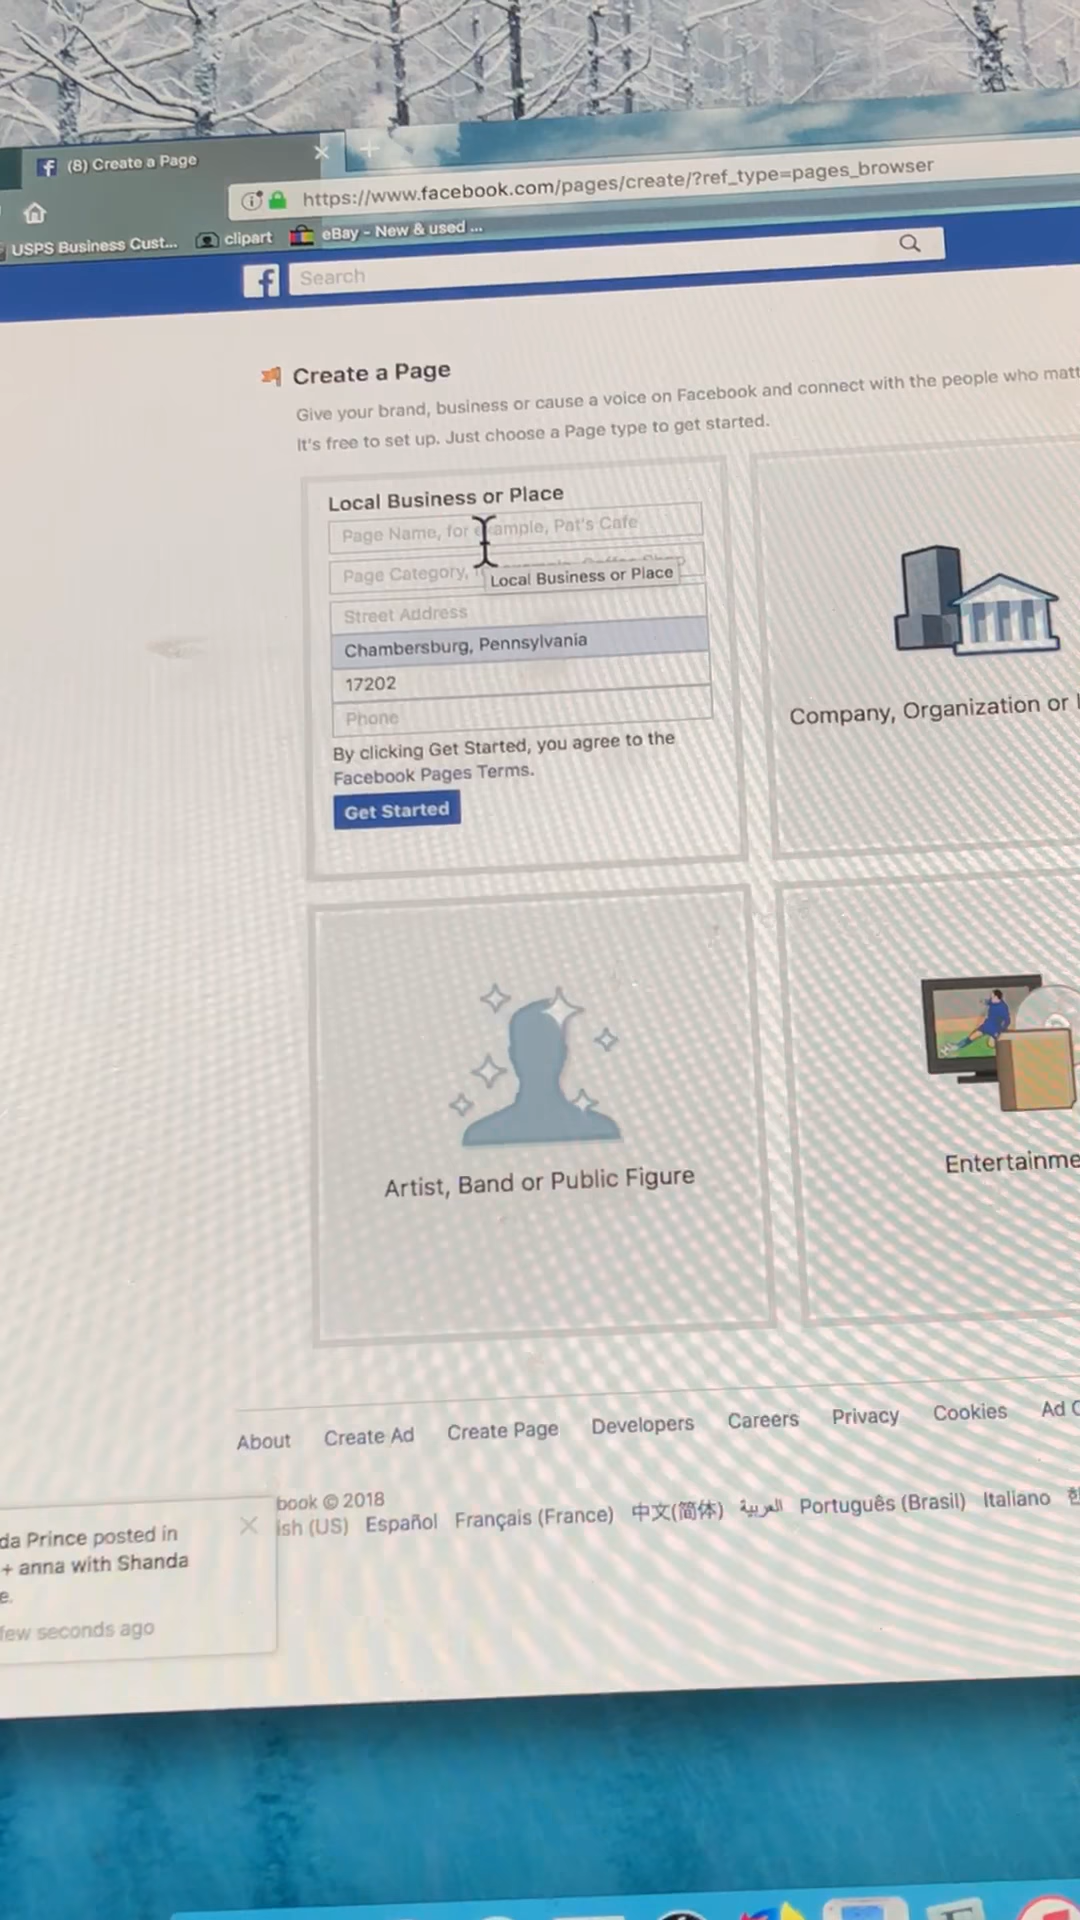 (8) Create a Page
https://www.facebook.com/pages/create/?ref_type=pages_browser
USPS Business Cust... clipart eBay - New & used ...
f Search
Create a Page
Give your brand, business or cause a voice on Facebook and connect with the people who matt
It's free to set up. Just choose a Page type to get started.
Local Business or Place
Page Name, for example, Pat's Cafe
Page Category,
Local Business or Place
Street Address
Chambersburg, Pennsylvania
17202
Phone
By clicking Get Started, you agree to the
Facebook Pages Terms.
Get Started
Company, Organization or
Artist, Band or Public Figure
Entertainme
About Create Ad Create Page Developers Careers Privacy Cookies Ad
book © 2018
ish (US) Español Français (France) 中文(简体) العربية Português (Brasil) Italiano
da Prince posted in
+ anna with Shanda
e.
few seconds ago